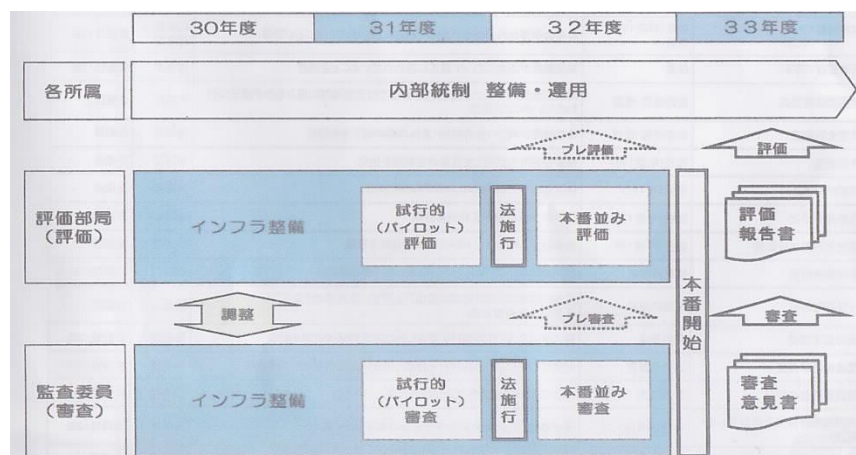 30年度
31年度
32年度
33年度
各所属
内部統制 整備・運用
プレ評価
評価
評価部局
(評価)
インフラ整備
試行的
(パイロット)
評価
法施行
本番並み
評価
本番開始
評価
報告書
調整
プレ審査
審査
監査委員
(審査)
インフラ整備
試行的
(パイロット)
審査
法施行
本番並み
審査
審査
意見書